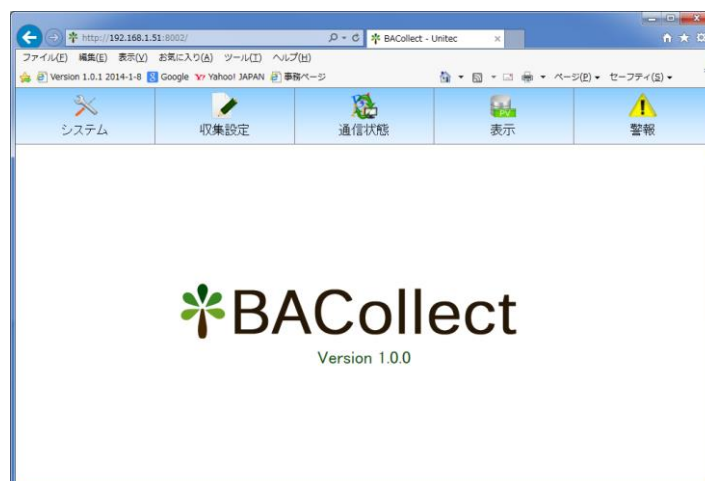 http://192.168.1.51:8002/
BACollect - Unitec
ファイル(F) 編集(E) 表示(V) お気に入り(A) ツール(T) ヘルプ(H)
Version 1.0.1 2014-1-8 Google Yahoo! JAPAN 事務ページ ページ(P) セーフティ(S)
システム 収集設定 通信状態 表示 警報
BACollect
Version 1.0.0